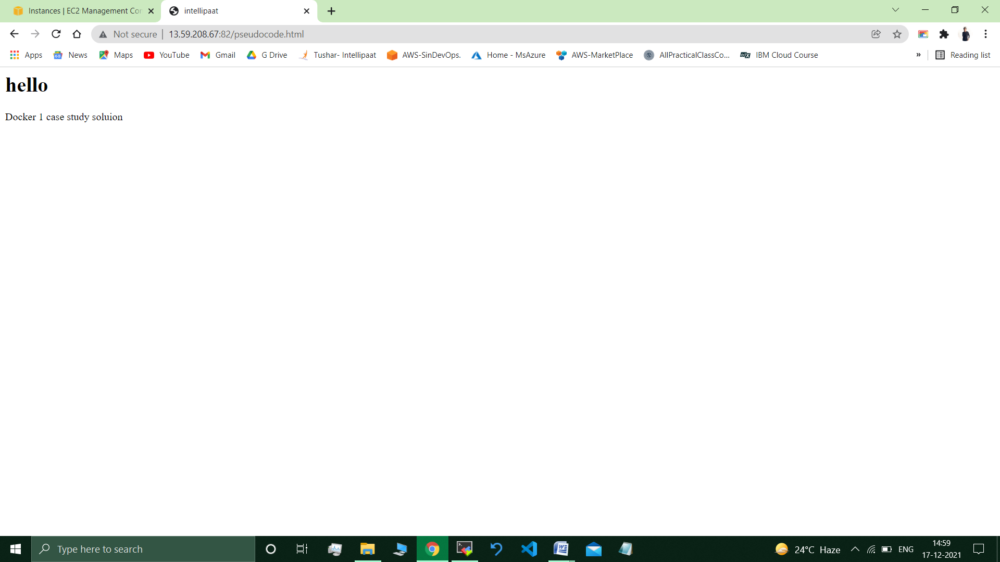 Instances | EC2 Management Con
intellipaat
Not secure
13.59.208.67:82/pseudocode.html
Apps
News
Maps
YouTube
Gmail
G Drive
Tushar- Intellipaat
AWS-SinDevOps.
Home - MsAzure
AWS-MarketPlace
AllPracticalClassCo...
edX
IBM Cloud Course
»
Reading list
hello
Docker 1 case study soluion
Type here to search
24°C Haze
ENG
14:59
17-12-2021